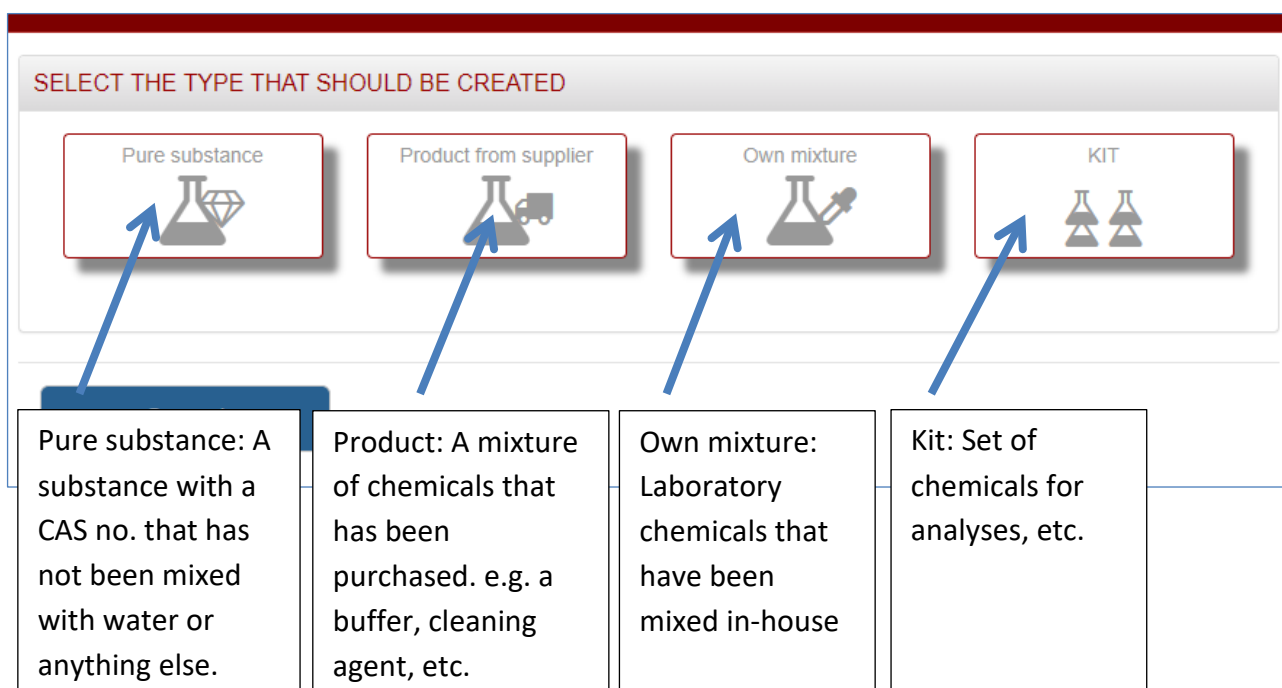 SELECT THE TYPE THAT SHOULD BE CREATED
Pure substance
Product from supplier
Own mixture
KIT
Pure substance: A
substance with a
CAS no. that has
not been mixed
with water or
anything else.
Product: A mixture
of chemicals that
has been
purchased. e.g. a
buffer, cleaning
agent, etc.
Own mixture:
Laboratory
chemicals that
have been
mixed in-house
Kit: Set of
chemicals for
analyses, etc.